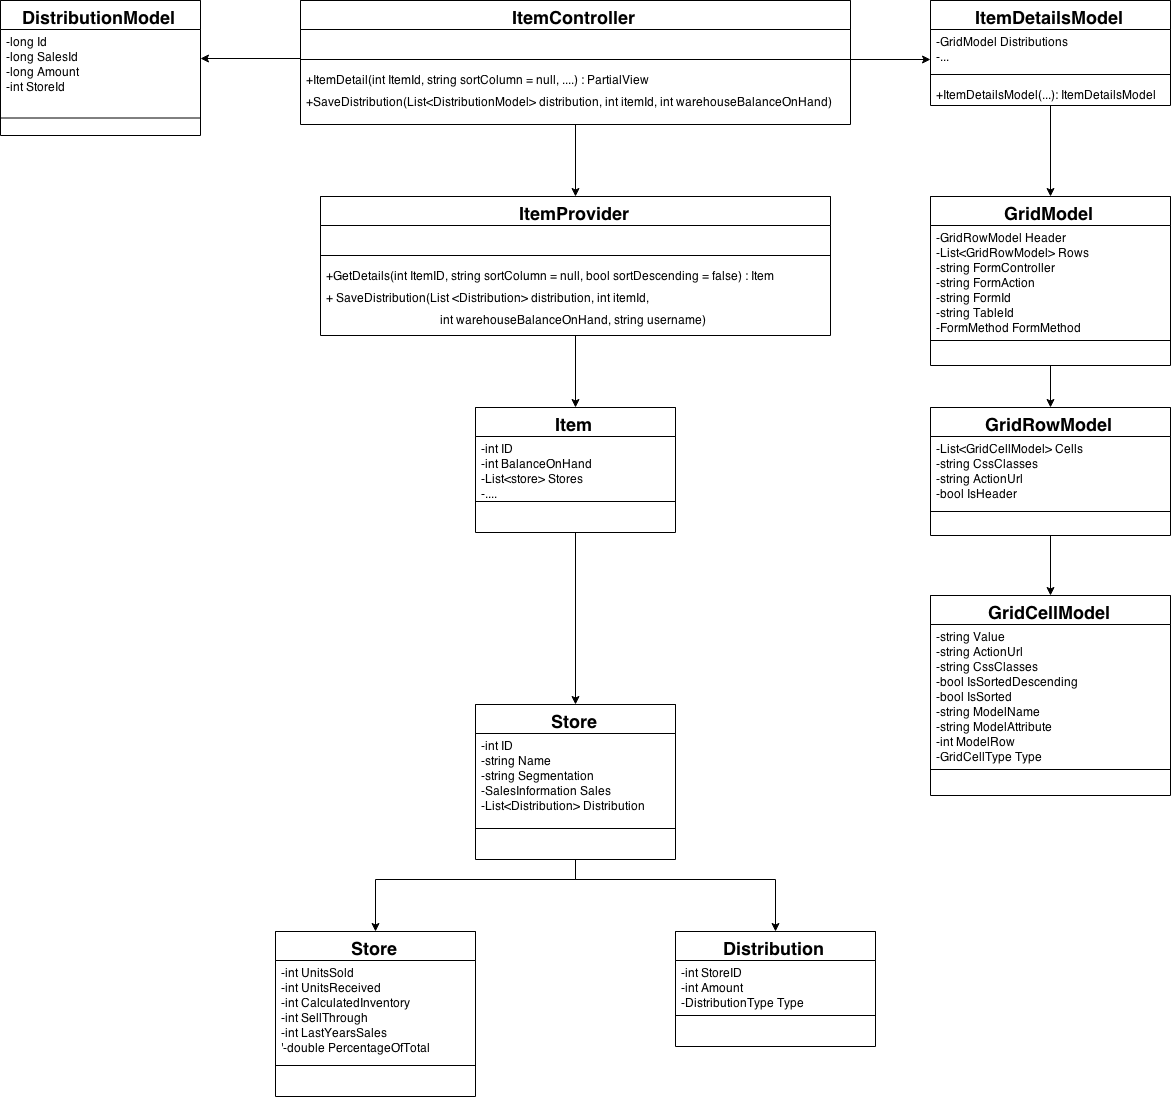 DistributionModel
-long Id
-long SalesId
-long Amount
-int StoreId
ItemController
+ItemDetail(int ItemId, string sortColumn = null, ....) : PartialView
+SaveDistribution(List<DistributionModel> distribution, int itemId, int warehouseBalanceOnHand)
ItemDetailsModel
-GridModel Distributions
-...
+ItemDetailsModel(...): ItemDetailsModel
ItemProvider
+GetDetails(int ItemID, string sortColumn = null, bool sortDescending = false) : Item
+ SaveDistribution(List <Distribution> distribution, int itemId,
int warehouseBalanceOnHand, string username)
GridModel
-GridRowModel Header
-List<GridRowModel> Rows
-string FormController
-string FormAction
-string FormId
-string TableId
-FormMethod FormMethod
Item
-int ID
-int BalanceOnHand
-List<store> Stores
-....
GridRowModel
-List<GridCellModel> Cells
-string CssClasses
-string ActionUrl
-bool IsHeader
GridCellModel
-string Value
-string ActionUrl
-string CssClasses
-bool IsSortedDescending
-bool IsSorted
-string ModelName
-string ModelAttribute
-int ModelRow
-GridCellType Type
Store
-int ID
-string Name
-string Segmentation
-SalesInformation Sales
-List<Distribution> Distribution
Store
-int UnitsSold
-int UnitsReceived
-int CalculatedInventory
-int SellThrough
-int LastYearsSales
'-double PercentageOfTotal
Distribution
-int StoreID
-int Amount
-DistributionType Type